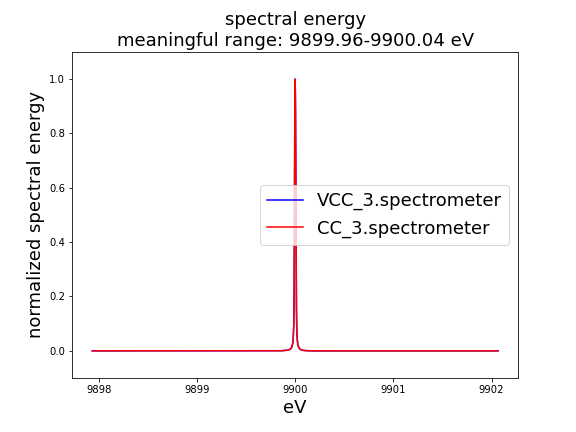 spectral energy
meaningful range: 9899.96-9900.04 eV
normalized spectral energy
1.0
0.8
0.6
0.4
0.2
0.0
VCC_3.spectrometer
CC_3.spectrometer
9898
9899
9900
9901
9902
eV